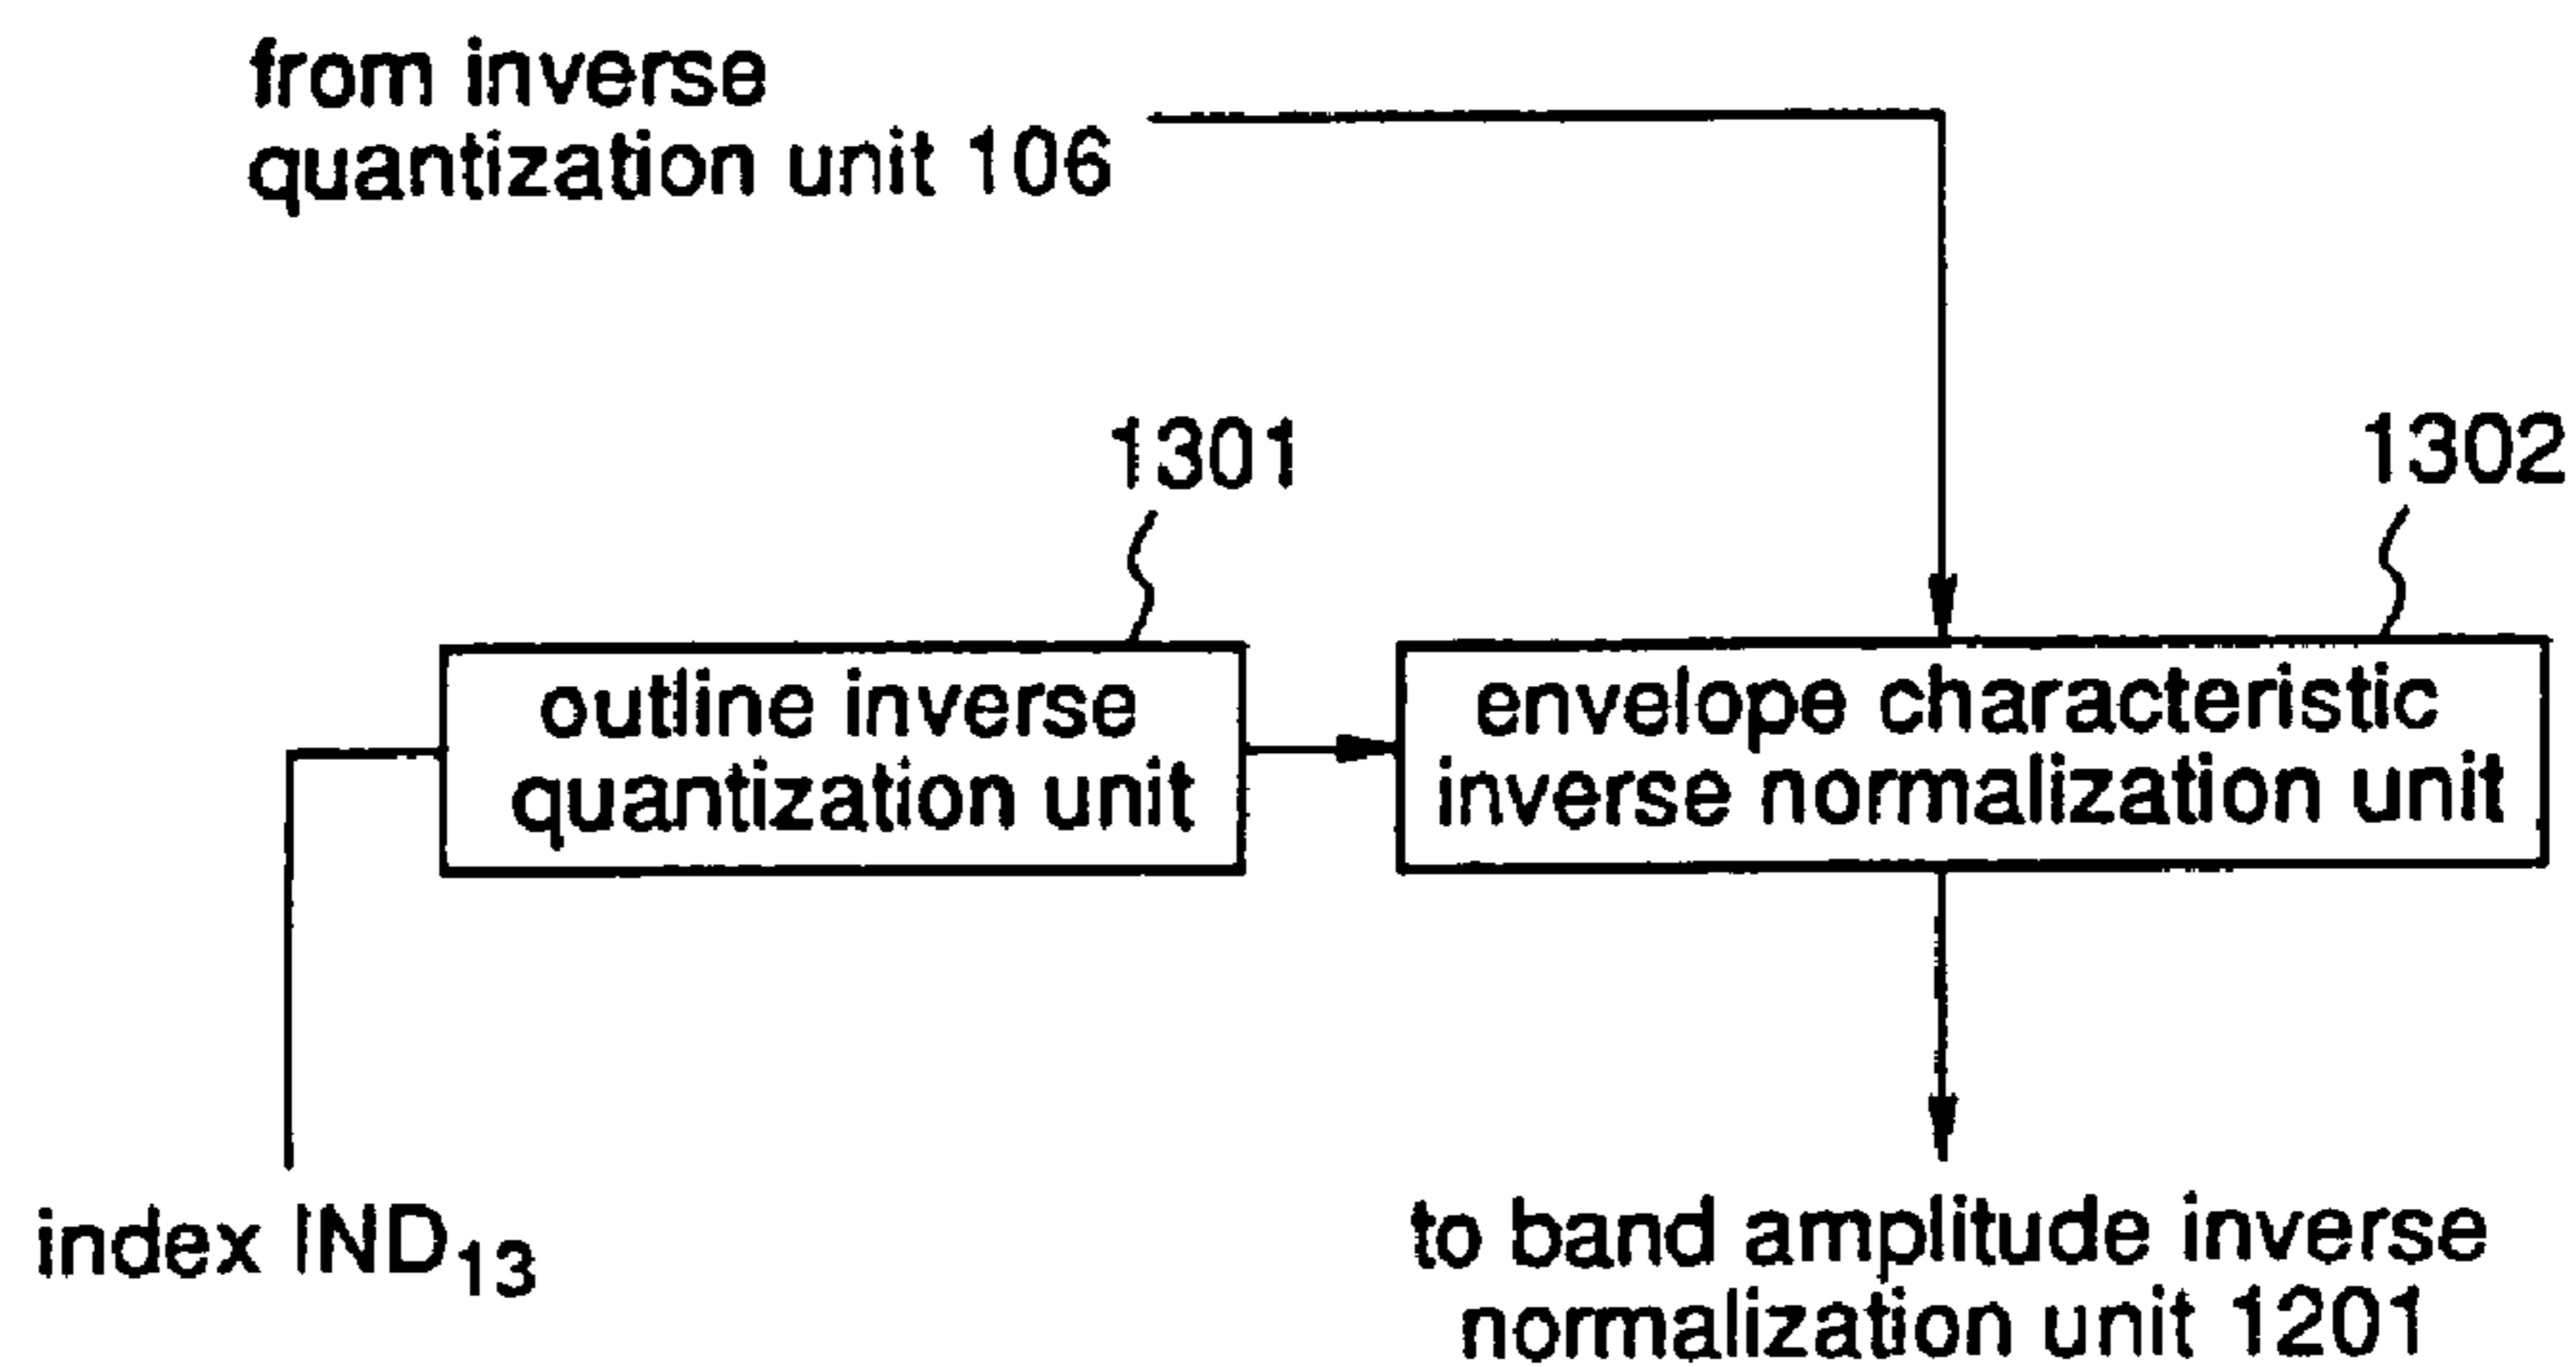 from inverse
quantization unit 106
1301
1302
outline inverse
quantization unit
envelope characteristic
inverse normalization unit
index IND13
to band amplitude inverse
normalization unit 1201